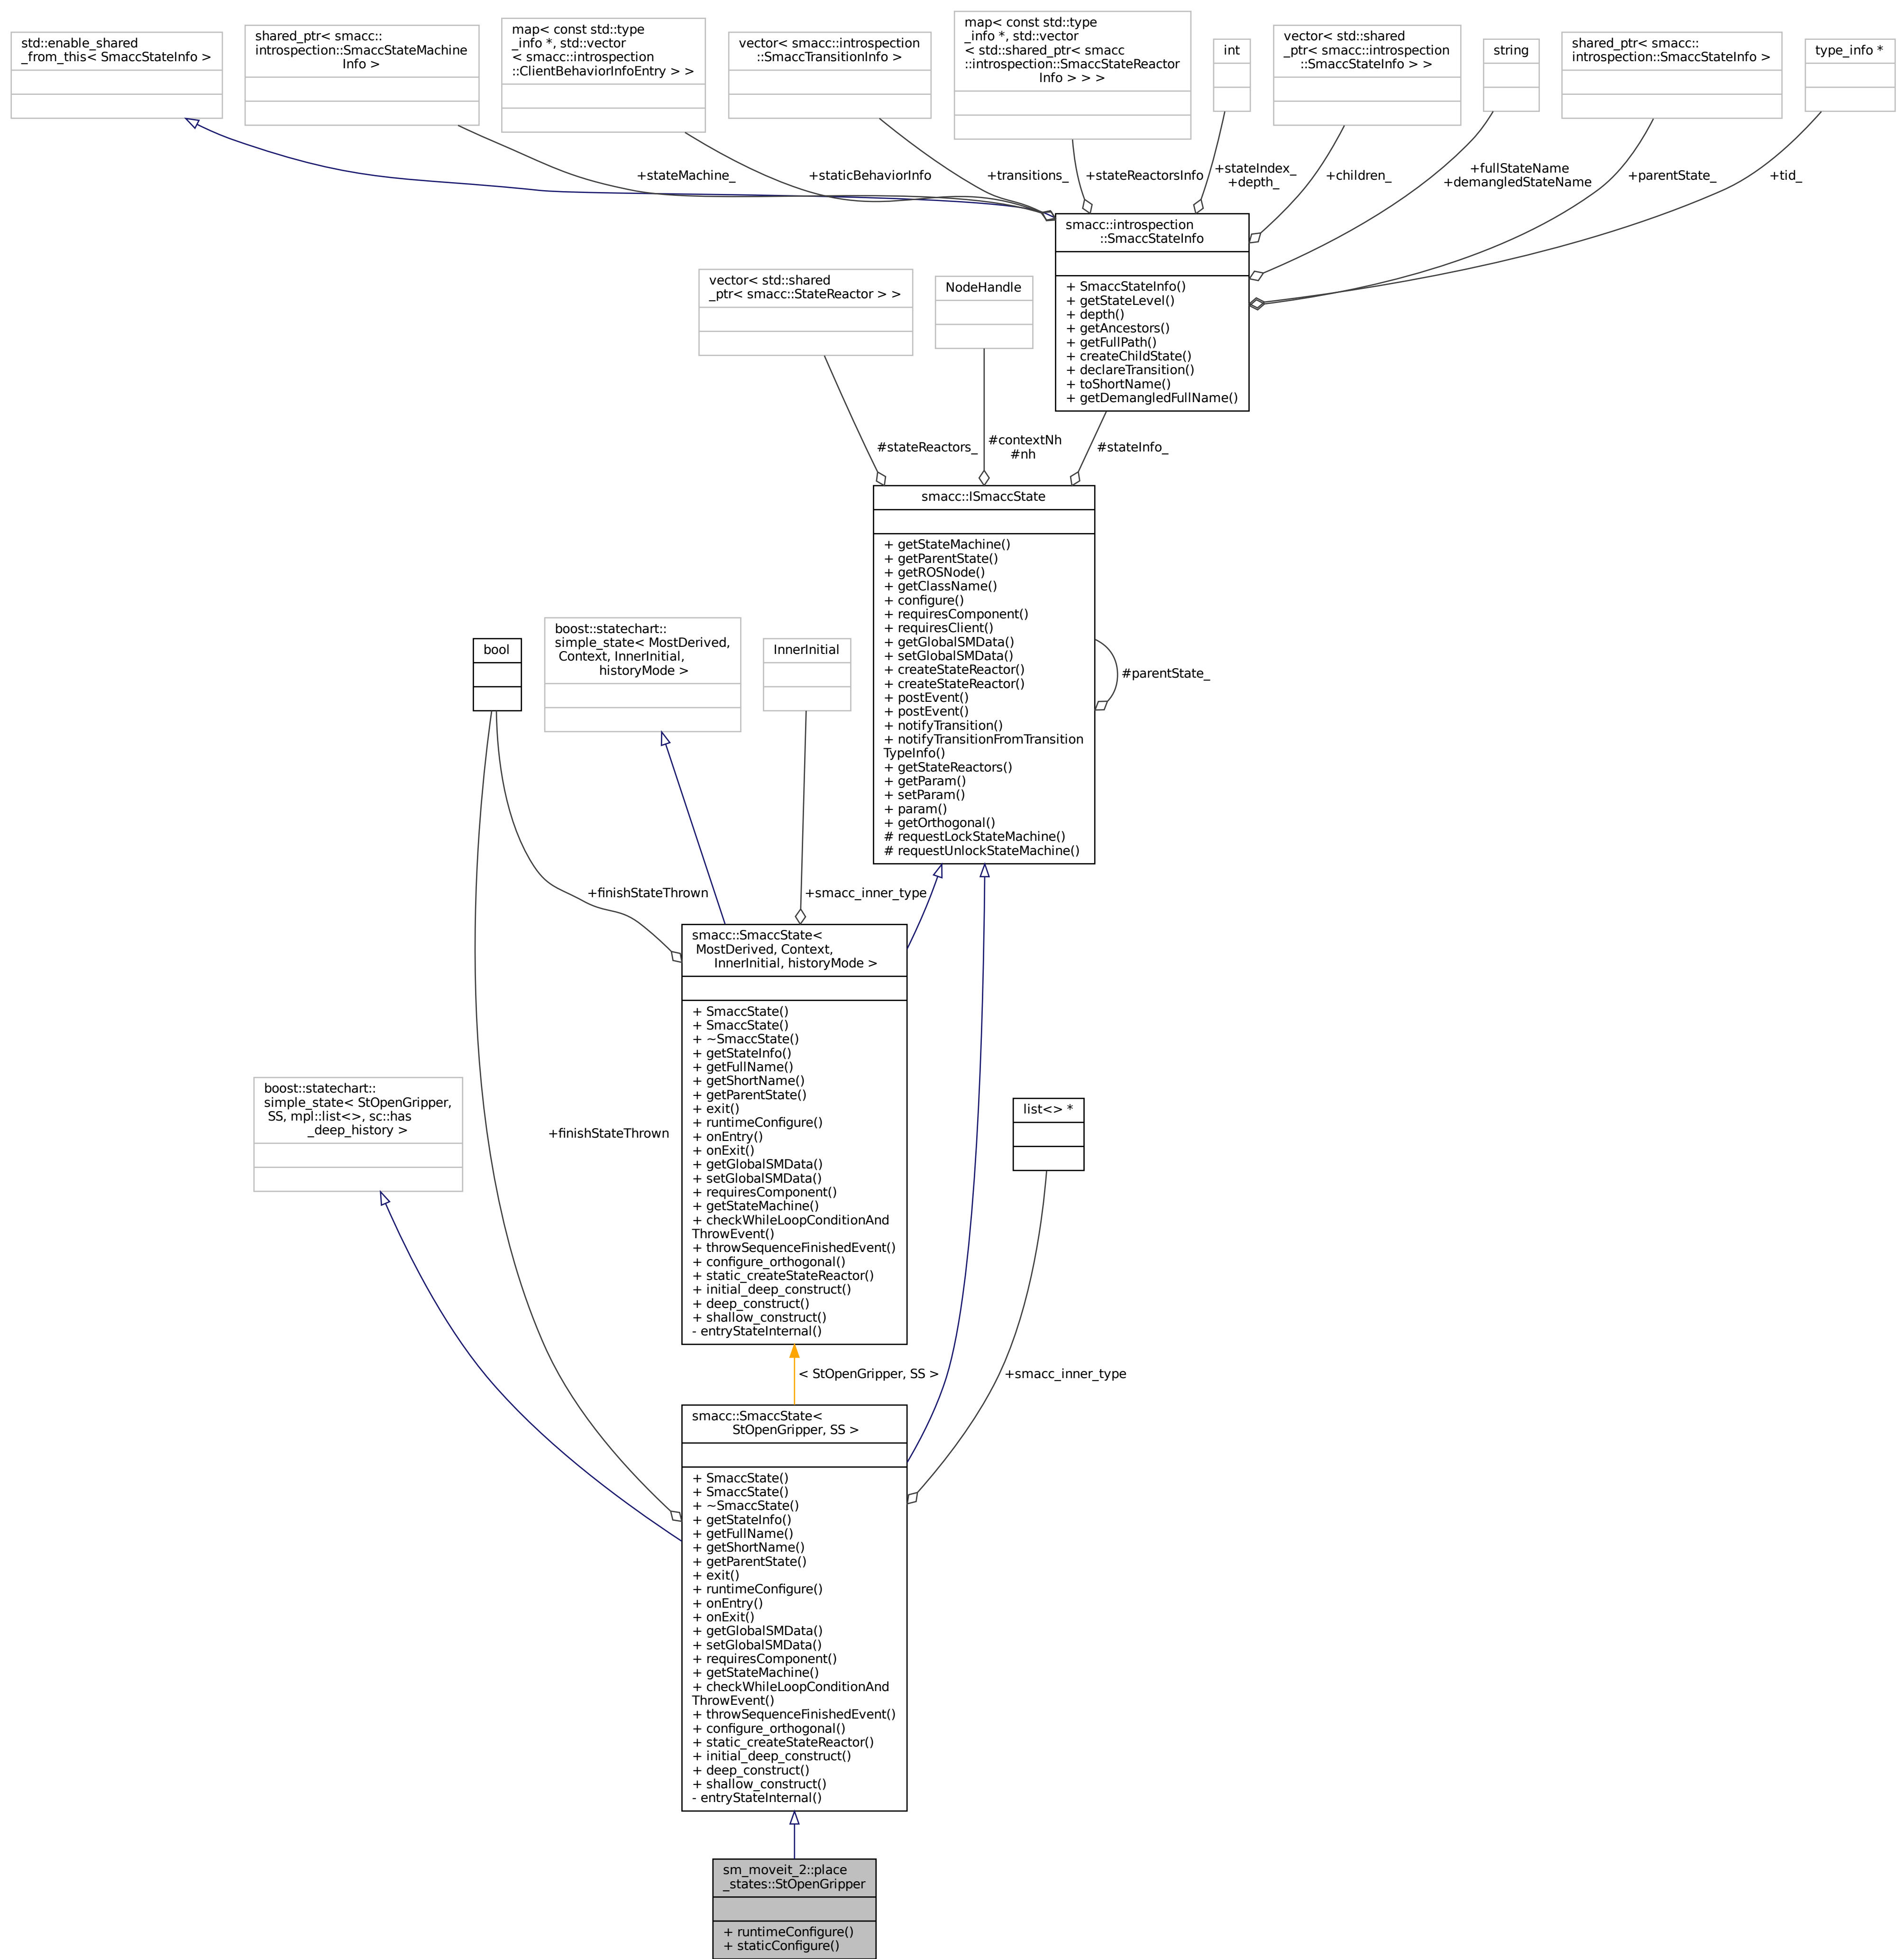 std::enable_shared
_from_this< SmaccStateInfo >
shared_ptr< smacc::
introspection::SmaccStateMachine
Info >
map< const std::type
_info *, std::vector
< smacc::introspection
::ClientBehaviorInfoEntry > >
vector< smacc::introspection
::SmaccTransitionInfo >
map< const std::type
_info *, std::vector
< std::shared_ptr< smacc
::introspection::SmaccStateReactor
Info > > >
int
vector< std::shared
_ptr< smacc::introspection
::SmaccStateInfo > >
string
shared_ptr< smacc::
introspection::SmaccStateInfo >
type_info *
+stateMachine_
+staticBehaviorInfo
+transitions_
+stateReactorsInfo
+stateIndex_
+depth_
+children_
+fullStateName
+demangledStateName
+parentState_
+tid_
smacc::introspection
::SmaccStateInfo
+ SmaccStateInfo()
+ getStateLevel()
+ depth()
+ getAncestors()
+ getFullPath()
+ createChildState()
+ declareTransition()
+ toShortName()
+ getDemangledFullName()
vector< std::shared
_ptr< smacc::StateReactor > >
NodeHandle
#stateReactors_
#contextNh
#nh
#stateInfo_
smacc::ISmaccState
+ getStateMachine()
+ getParentState()
+ getROSNode()
+ getClassName()
+ configure()
+ requiresComponent()
+ requiresClient()
+ getGlobalSMData()
+ setGlobalSMData()
+ createStateReactor()
+ createStateReactor()
+ postEvent()
+ postEvent()
+ notifyTransition()
+ notifyTransitionFromTransition
TypeInfo()
+ getStateReactors()
+ getParam()
+ setParam()
+ param()
+ getOrthogonal()
# requestLockStateMachine()
# requestUnlockStateMachine()
#parentState_
bool
boost::statechart::
simple_state< MostDerived,
Context, InnerInitial,
historyMode >
InnerInitial
+finishStateThrown
+smacc_inner_type
smacc::SmaccState<
MostDerived, Context,
InnerInitial, historyMode >
+ SmaccState()
+ SmaccState()
+ ~SmaccState()
+ getStateInfo()
+ getFullName()
+ getShortName()
+ getParentState()
+ exit()
+ runtimeConfigure()
+ onEntry()
+ onExit()
+ getGlobalSMData()
+ setGlobalSMData()
+ requiresComponent()
+ getStateMachine()
+ checkWhileLoopConditionAnd
ThrowEvent()
+ throwSequenceFinishedEvent()
+ configure_orthogonal()
+ static_createStateReactor()
+ initial_deep_construct()
+ deep_construct()
+ shallow_construct()
- entryStateInternal()
boost::statechart::
simple_state< StOpenGripper,
SS, mpl::list<>, sc::has
_deep_history >
+finishStateThrown
list<> *
< StOpenGripper, SS >
+smacc_inner_type
smacc::SmaccState<
StOpenGripper, SS >
+ SmaccState()
+ SmaccState()
+ ~SmaccState()
+ getStateInfo()
+ getFullName()
+ getShortName()
+ getParentState()
+ exit()
+ runtimeConfigure()
+ onEntry()
+ onExit()
+ getGlobalSMData()
+ setGlobalSMData()
+ requiresComponent()
+ getStateMachine()
+ checkWhileLoopConditionAnd
ThrowEvent()
+ throwSequenceFinishedEvent()
+ configure_orthogonal()
+ static_createStateReactor()
+ initial_deep_construct()
+ deep_construct()
+ shallow_construct()
- entryStateInternal()
sm_moveit_2::place
_states::StOpenGripper
+ runtimeConfigure()
+ staticConfigure()